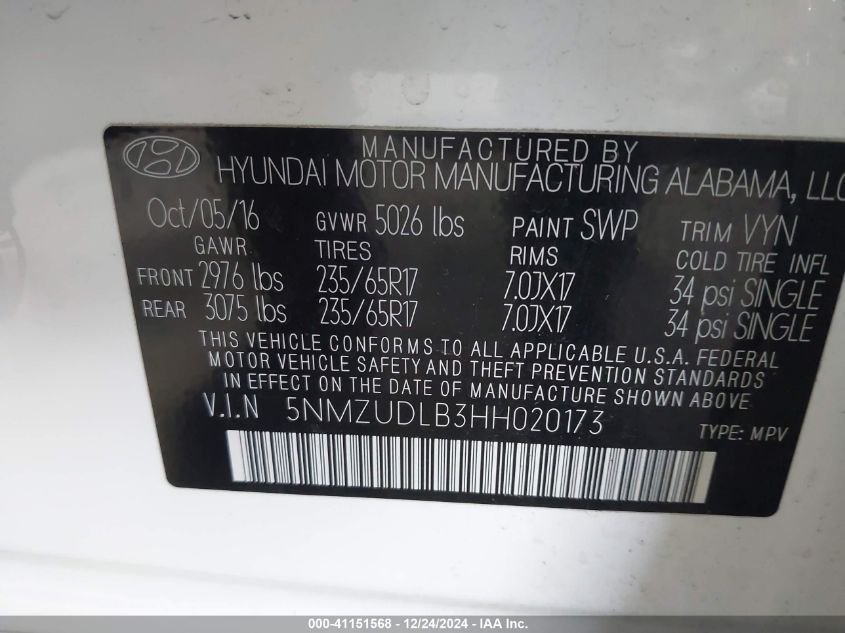 MANUFACTURED BY
HYUNDAI MOTOR MANUFACTURING ALABAMA, LLC
Oct/05/16 GVWR 5026 lbs PAINT SWP TRIM VYN
GAWR TIRES RIMS COLD TIRE INFL
FRONT 2976 lbs 235/65R17 7.0JX17 34 psi SINGLE
REAR 3075 lbs 235/65R17 7.0JX17 34 psi SINGLE
THIS VEHICLE CONFORMS TO ALL APPLICABLE U.S.A. FEDERAL
MOTOR VEHICLE SAFETY AND THEFT PREVENTION STANDARDS
IN EFFECT ON THE DATE OF MANUFACTURE SHOWN ABOVE.
V.I.N 5NMZUDLB3HH020173 TYPE: MPV
000-41151568 - 12/24/2024 - IAA Inc.